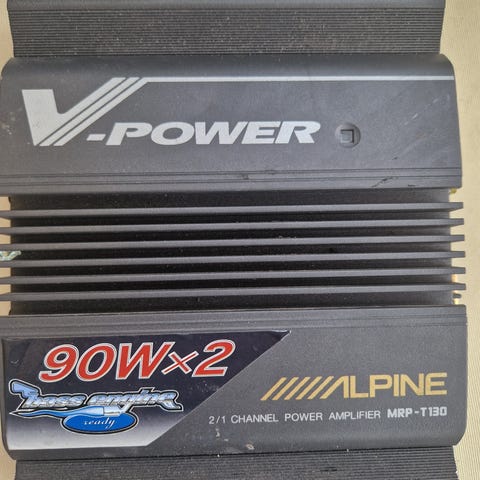 V-POWER
90W×2
bass engine
ready
ALPINE
2/1 CHANNEL POWER AMPLIFIER MRP-T130